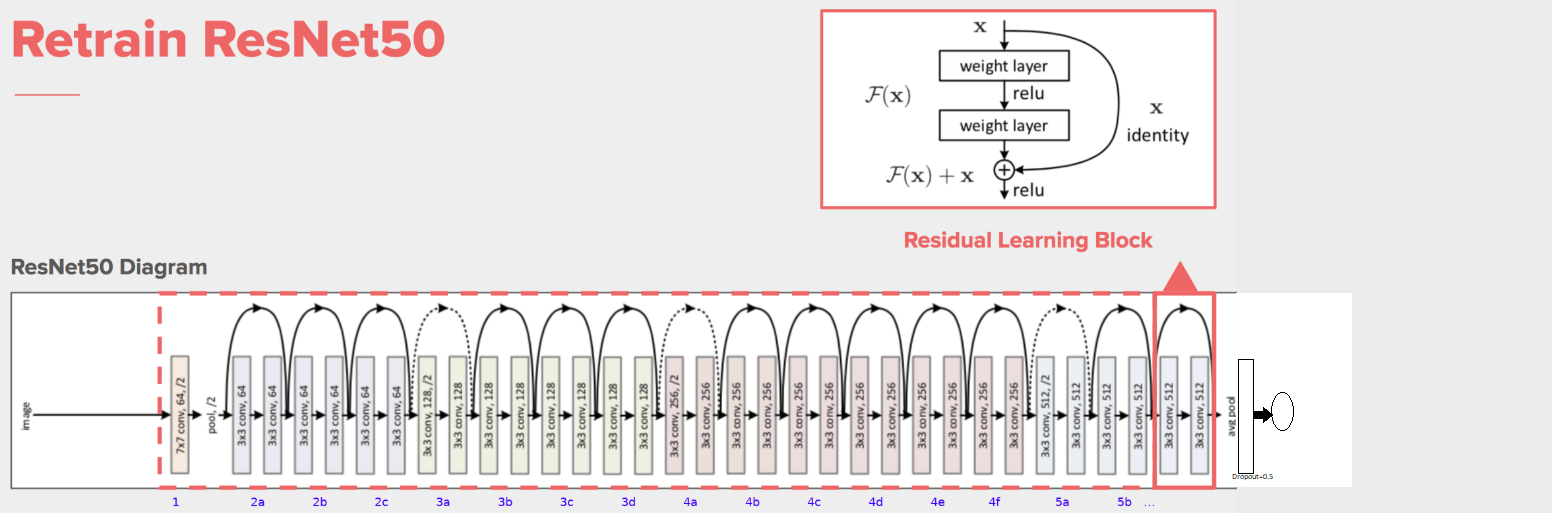 Retrain ResNet50
x
weight layer
F(x)
relu
x
weight layer
identity
F(x) + x
relu
Residual Learning Block
ResNet50 Diagram
image
7x7 conv, 64, /2
pool, /2
3x3 conv, 64
3x3 conv, 64
3x3 conv, 64
3x3 conv, 64
3x3 conv, 64
3x3 conv, 64
3x3 conv, 128, /2
3x3 conv, 128
3x3 conv, 128
3x3 conv, 128
3x3 conv, 128
3x3 conv, 128
3x3 conv, 128
3x3 conv, 128
3x3 conv, 256, /2
3x3 conv, 256
3x3 conv, 256
3x3 conv, 256
3x3 conv, 256
3x3 conv, 256
3x3 conv, 256
3x3 conv, 256
3x3 conv, 256
3x3 conv, 256
3x3 conv, 256
3x3 conv, 256
3x3 conv, 512, /2
3x3 conv, 512
3x3 conv, 512
3x3 conv, 512
3x3 conv, 512
3x3 conv, 512
avg pool
Dropout=0.5
1 2a 2b 2c 3a 3b 3c 3d 4a 4b 4c 4d 4e 4f 5a 5b ...